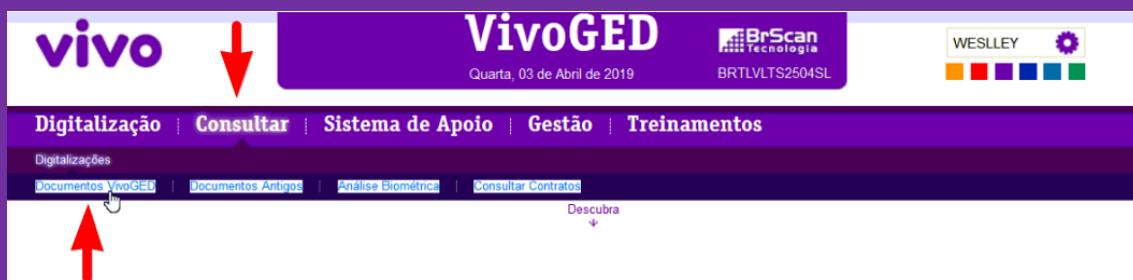 vivo
VivoGED
BrScan
Tecnologia
Quarta, 03 de Abril de 2019
BRTLVLTS2504SL
WESLLEY
Digitalização | Consultar | Sistema de Apoio | Gestão | Treinamentos
Digitalizações
Documentos VivoGED | Documentos Antigos | Análise Biométrica | Consultar Contratos
Descubra